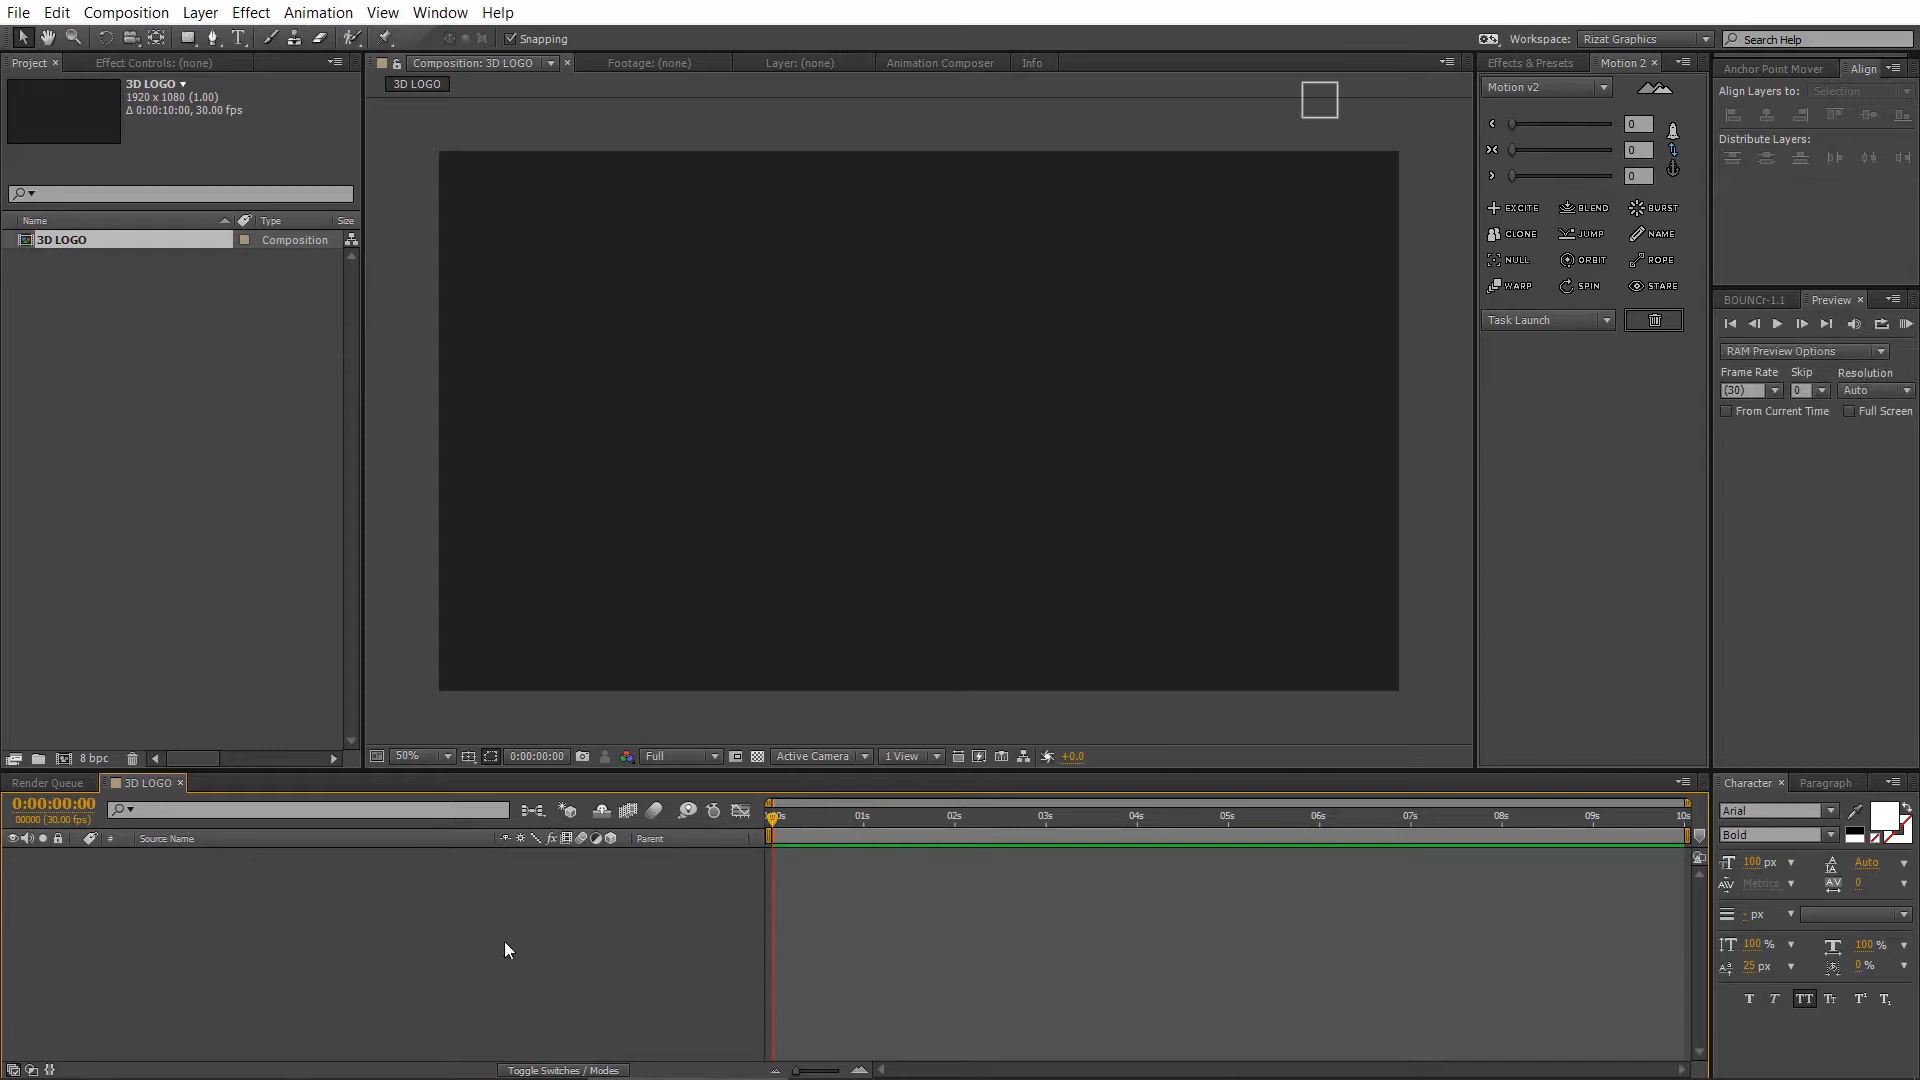 File Edit Composition Layer Effect Animation View Window Help
Snapping
Workspace: Rizat Graphics
Search Help
Project × Effect Controls: (none)
Composition: 3D LOGO
Footage: (none) Layer: (none) Animation Composer Info
Effects & Presets Motion 2 ×
Anchor Point Mover Align
3D LOGO
1920 x 1080 (1.00)
Δ 0:00:10:00, 30.00 fps
3D LOGO
Motion v2
Align Layers to: Selection
Distribute Layers:
0
0
0
EXCITE BLEND BURST
CLONE JUMP NAME
NULL ORBIT ROPE
WARP SPIN STARE
Task Launch
Name Type Size
3D LOGO Composition
BOUNCr-1.1 Preview ×
RAM Preview Options
Frame Rate Skip Resolution
(30) 0 Auto
From Current Time Full Screen
8 bpc
50% 0:00:00:00 Full Active Camera 1 View +0.0
Render Queue 3D LOGO ×
0:00:00:00
00000 (30.00 fps)
# Source Name fx Parent
01s 02s 03s 04s 05s 06s 07s 08s 09s 10s
Toggle Switches / Modes
Character × Paragraph
Arial
Bold
100 px Auto
Metrics 0
- px
100 % 100 %
25 px 0 %
T T TT Tt T¹ T₁